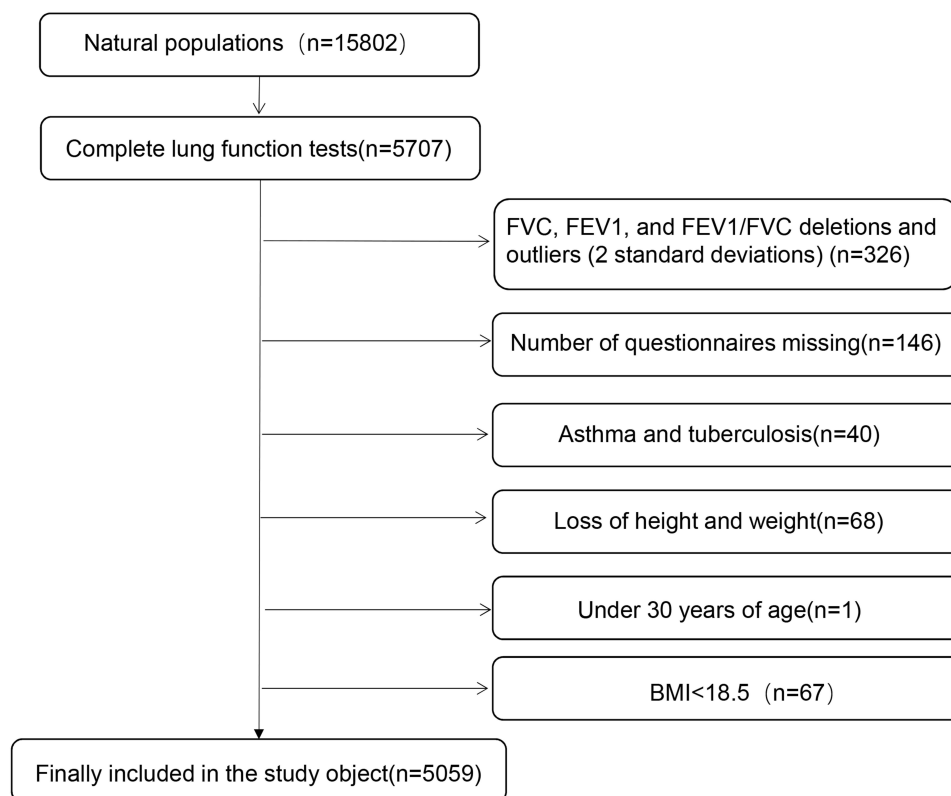 Natural populations（n=15802）
Complete lung function tests(n=5707)
FVC, FEV1, and FEV1/FVC deletions and
outliers (2 standard deviations) (n=326)
Number of questionnaires missing(n=146)
Asthma and tuberculosis(n=40)
Loss of height and weight(n=68)
Under 30 years of age(n=1)
BMI<18.5（n=67）
Finally included in the study object(n=5059)